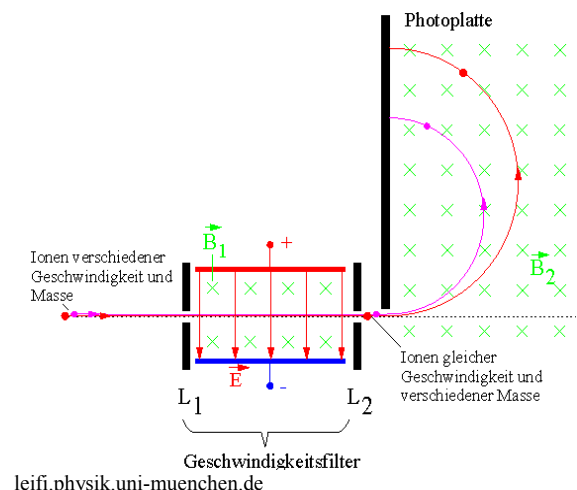 Photoplatte
B1
+
Ionen verschiedener
Geschwindigkeit und
Masse
B2
E
-
L1
L2
Ionen gleicher
Geschwindigkeit und
verschiedener Masse
Geschwindigkeitsfilter
leifi.physik.uni-muenchen.de